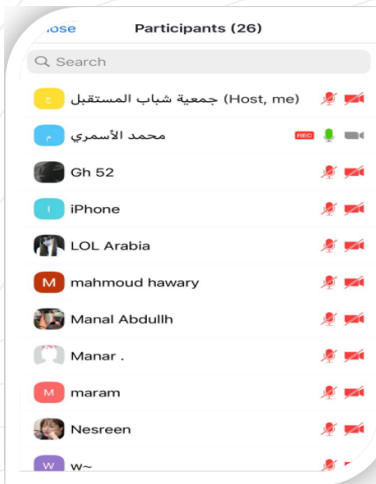 Close
Participants (26)
Search
ج جمعية شباب المستقبل (Host, me)
م محمد الأسمري REC
Gh 52
I iPhone
LOL Arabia
M mahmoud hawary
Manal Abdullh
Manar .
M maram
Nesreen
W w~